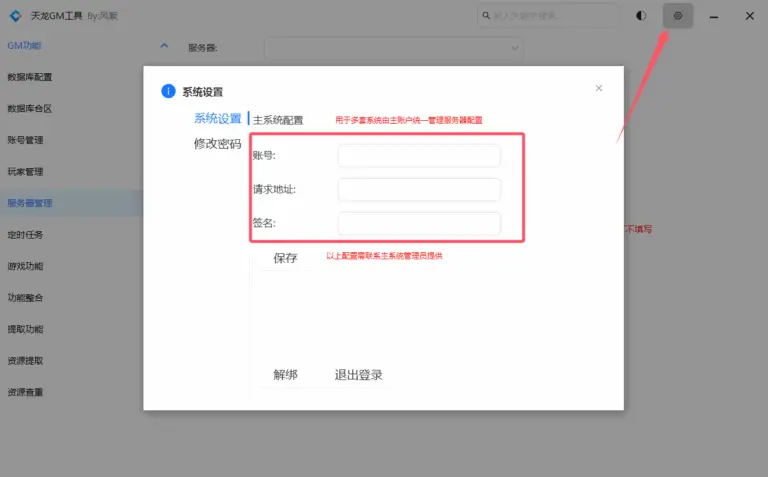 天龙GM工具 By:风絮
输入关键字搜索...
GM功能
服务器:
数据库配置
数据库合区
账号管理
玩家管理
服务器管理
定时任务
游戏功能
功能整合
提取功能
资源提取
资源查重
系统设置
系统设置
修改密码
主系统配置
用于多套系统由主账户统一管理服务器配置
账号:
请求地址:
签名:
不填写
保存
以上配置需联系主系统管理员提供
解绑
退出登录